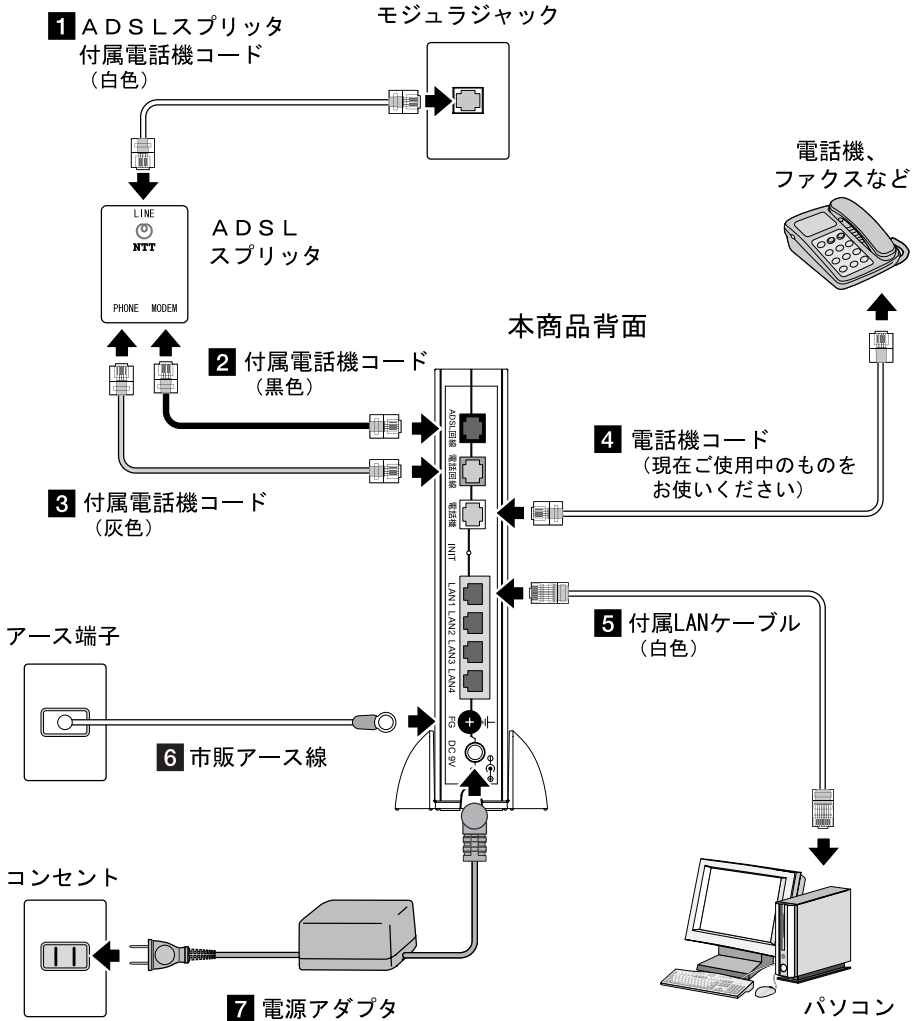 1 ＡＤＳＬスプリッタ
付属電話機コード
（白色）
モジュラジャック
電話機、
ファクスなど
LINE
NTT
PHONE MODEM
ＡＤＳＬ
スプリッタ
本商品背面
2 付属電話機コード
（黒色）
3 付属電話機コード
（灰色）
4 電話機コード
（現在ご使用中のものを
お使いください）
ADSL回線
電話回線
電話機
INIT
LAN1 LAN2 LAN3 LAN4
FG
DC 9V
5 付属LANケーブル
（白色）
アース端子
6 市販アース線
コンセント
7 電源アダプタ
パソコン